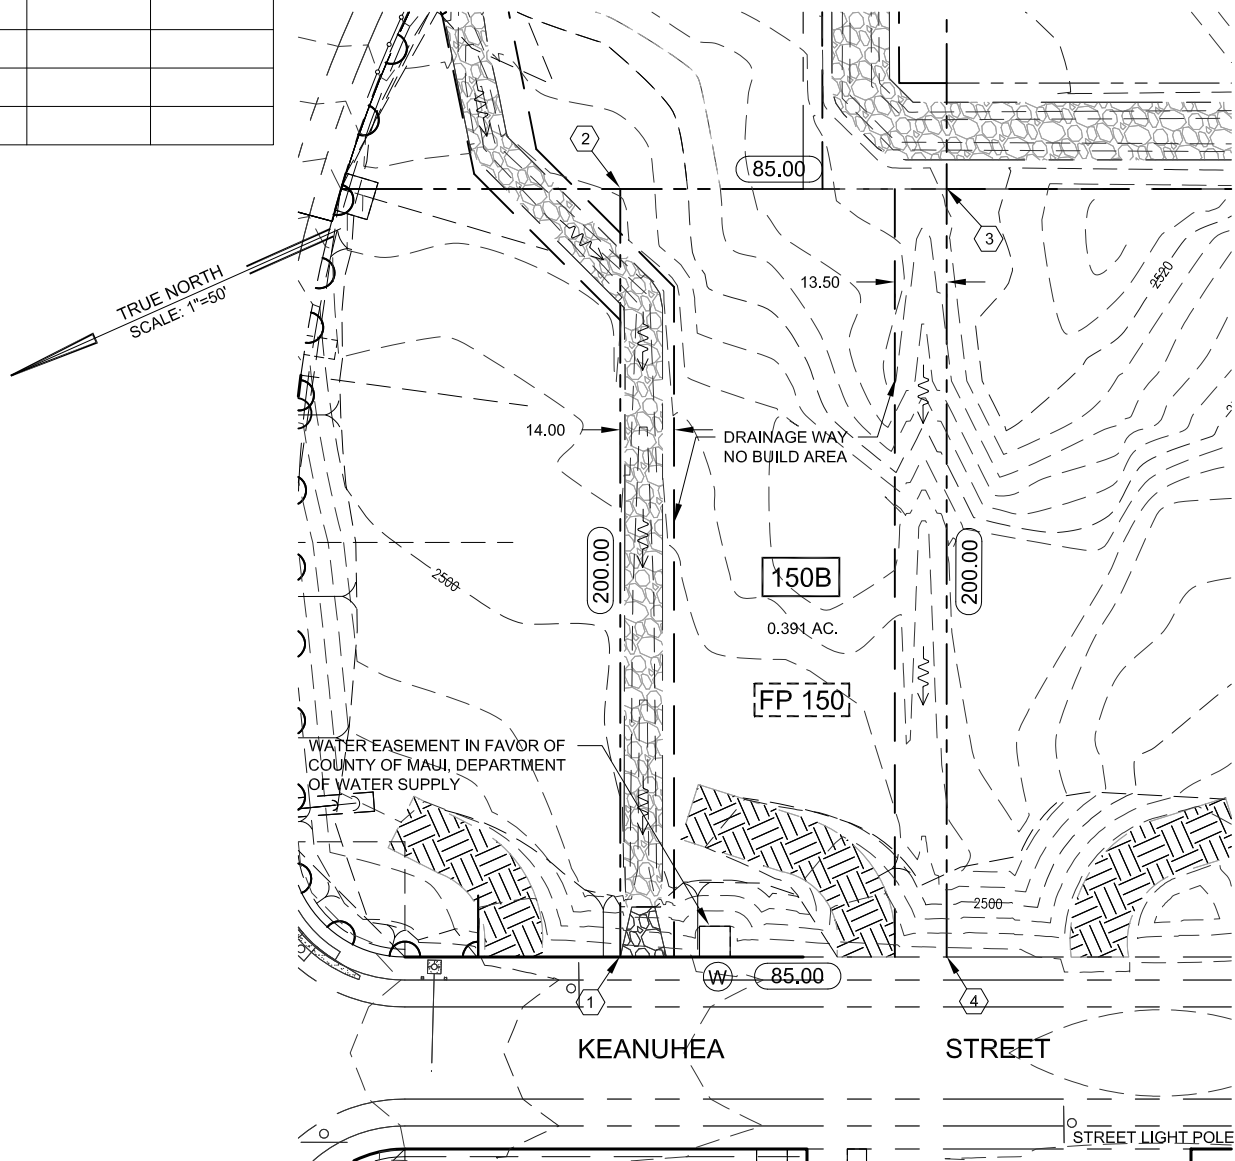 2
85.00
3
2520
TRUE NORTH
SCALE: 1"=50'
13.50
14.00
DRAINAGE WAY
NO BUILD AREA
200.00
200.00
2500
150B
0.391 AC.
FP 150
WATER EASEMENT IN FAVOR OF
COUNTY OF MAUI, DEPARTMENT
OF WATER SUPPLY
2500
W
85.00
1
4
KEANUHEA STREET
STREET LIGHT POLE